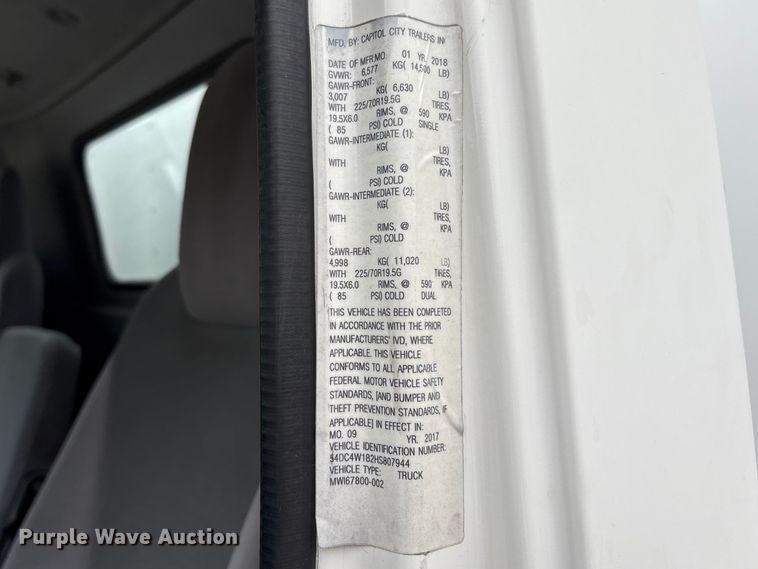 MFD. BY: CAPITOL CITY TRAILERS INC
DATE OF MFR:MO. 01 YR. 2018
GVWR: 6,577 KG( 14,500 LB)
GAWR-FRONT:
3,007 KG( 6,630 LB)
WITH 225/70R19.5G TIRES,
19.5X6.0 RIMS, @ 590 KPA
( 85 PSI) COLD SINGLE
GAWR-INTERMEDIATE (1):
KG( LB)
WITH TIRES,
RIMS, @ KPA
( PSI) COLD
GAWR-INTERMEDIATE (2):
KG( LB)
WITH TIRES,
RIMS, @ KPA
( PSI) COLD
GAWR-REAR:
4,998 KG( 11,020 LB)
WITH 225/70R19.5G TIRES,
19.5X6.0 RIMS, @ 590 KPA
( 85 PSI) COLD DUAL
THIS VEHICLE HAS BEEN COMPLETED
IN ACCORDANCE WITH THE PRIOR
MANUFACTURERS' IVD, WHERE
APPLICABLE. THIS VEHICLE
CONFORMS TO ALL APPLICABLE
FEDERAL MOTOR VEHICLE SAFETY
STANDARDS, [AND BUMPER AND
THEFT PREVENTION STANDARDS, IF
APPLICABLE] IN EFFECT IN:
MO. 09 YR. 2017
VEHICLE IDENTIFICATION NUMBER:
54DC4W1B2HS807944
VEHICLE TYPE: TRUCK
MWI67800-002
Purple Wave Auction